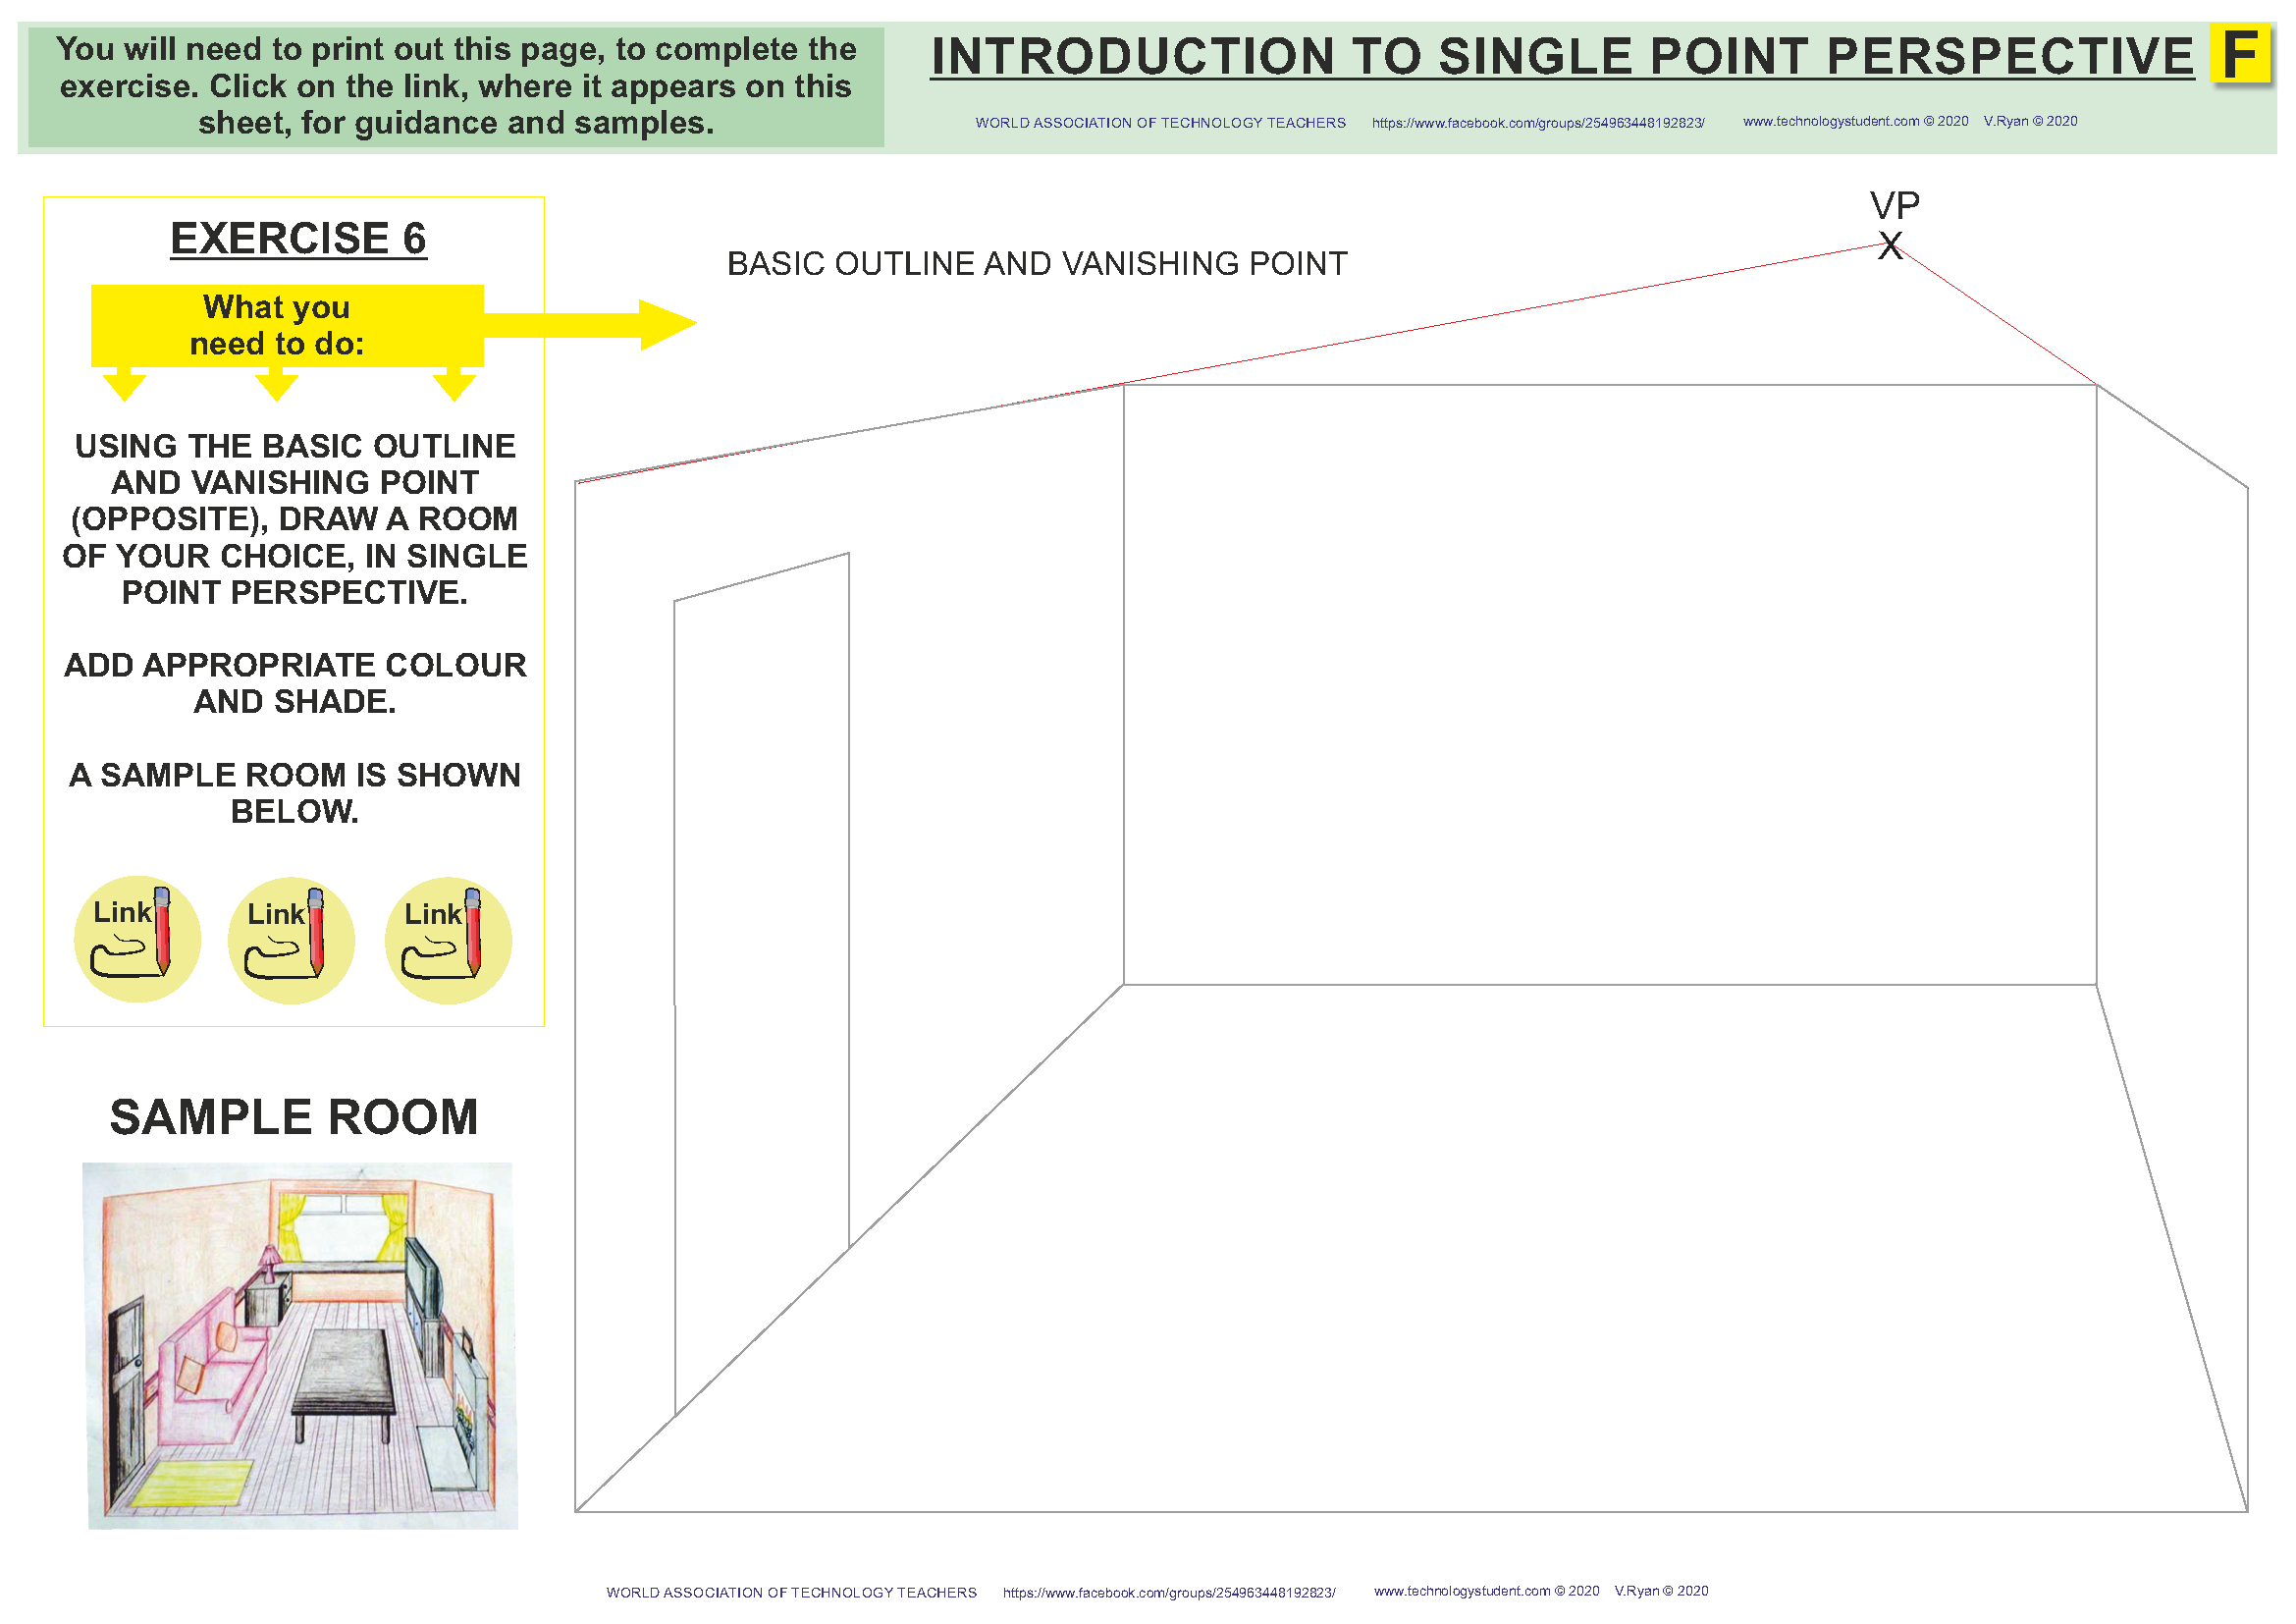 You will need to print out this page, to complete the
exercise. Click on the link, where it appears on this
sheet, for guidance and samples.
INTRODUCTION TO SINGLE POINT PERSPECTIVE
F
WORLD ASSOCIATION OF TECHNOLOGY TEACHERS https://www.facebook.com/groups/254963448192823/ www.technologystudent.com © 2020 V.Ryan © 2020
EXERCISE 6
What you
need to do:
USING THE BASIC OUTLINE
AND VANISHING POINT
(OPPOSITE), DRAW A ROOM
OF YOUR CHOICE, IN SINGLE
POINT PERSPECTIVE.
ADD APPROPRIATE COLOUR
AND SHADE.
A SAMPLE ROOM IS SHOWN
BELOW.
Link Link Link
SAMPLE ROOM
BASIC OUTLINE AND VANISHING POINT
VP
X
WORLD ASSOCIATION OF TECHNOLOGY TEACHERS https://www.facebook.com/groups/254963448192823/ www.technologystudent.com © 2020 V.Ryan © 2020